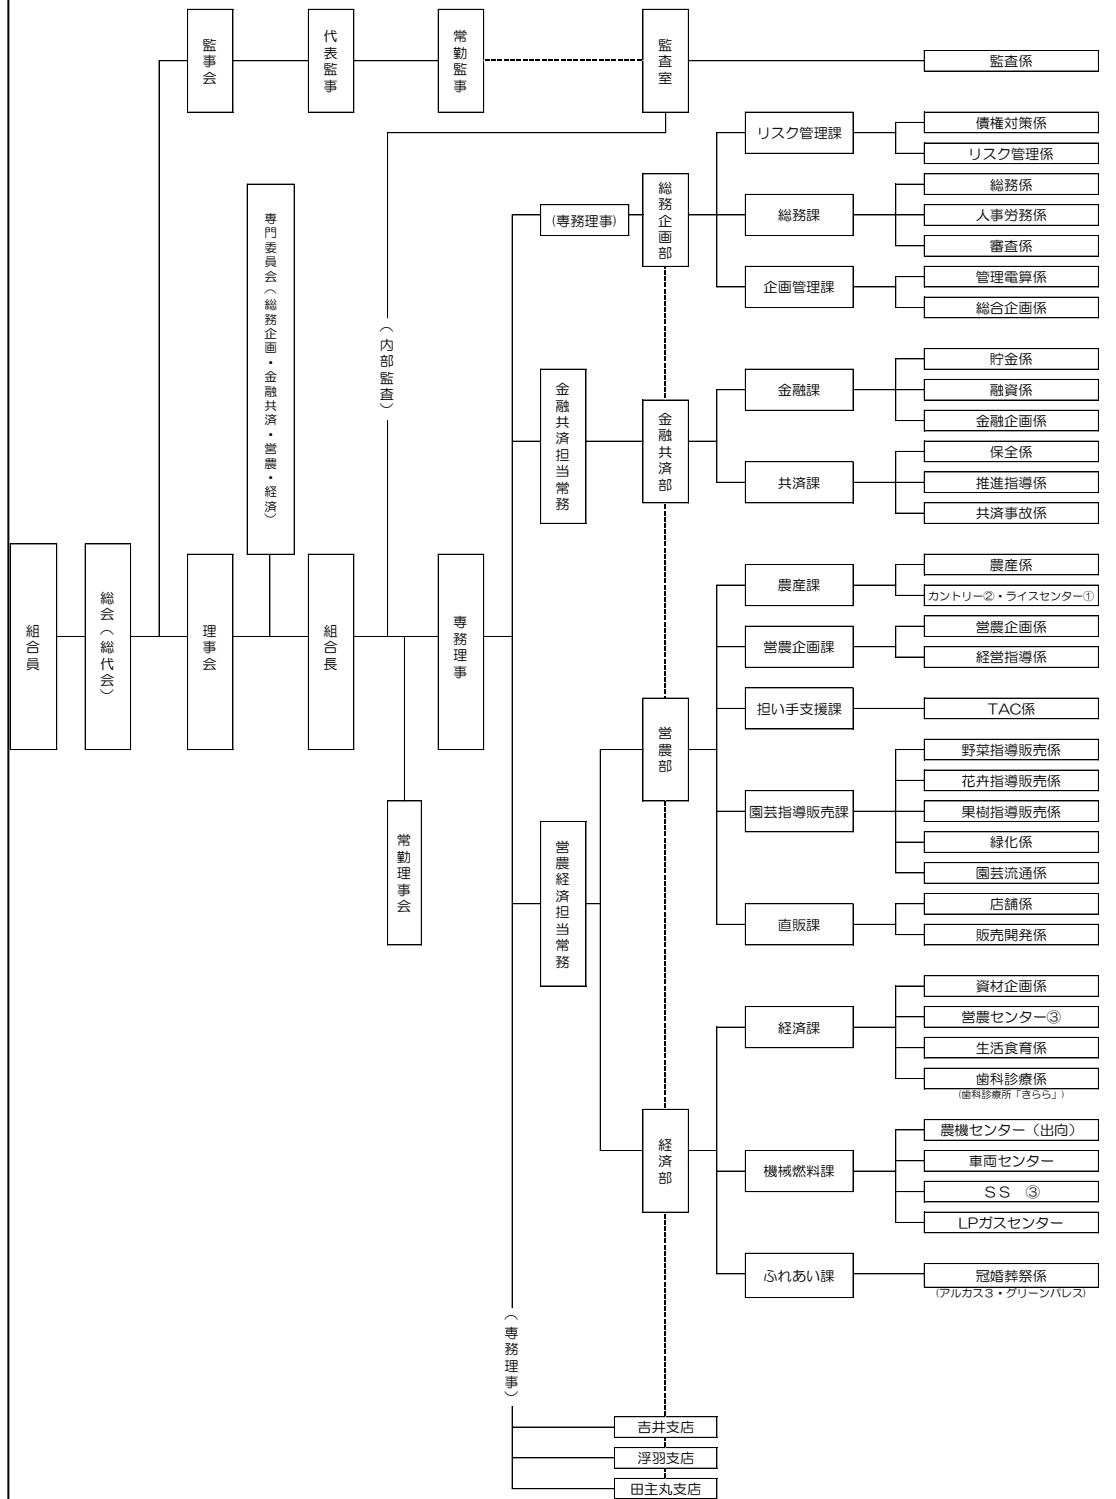 監事会
代表監事
常勤監事
監査室
監査係
リスク管理課
債権対策係
リスク管理係
専門委員会（総務企画・金融共済・営農・経済）
(専務理事)
総務企画部
総務課
総務係
人事労務係
審査係
企画管理課
管理電算係
総合企画係
（内部監査）
金融共済担当常務
金融共済部
金融課
貯金係
融資係
金融企画係
共済課
保全係
推進指導係
共済事故係
組合員
総会（総代会）
理事会
組合長
専務理事
常勤理事会
営農経済担当常務
営農部
農産課
農産係
カントリー②・ライスセンター①
営農企画課
営農企画係
経営指導係
担い手支援課
TAC係
園芸指導販売課
野菜指導販売係
花卉指導販売係
果樹指導販売係
緑化係
園芸流通係
直販課
店舗係
販売開発係
経済部
経済課
資材企画係
営農センター③
生活食育係
歯科診療係
(歯科診療所「きらら」)
機械燃料課
農機センター（出向）
車両センター
ＳＳ　③
LPガスセンター
ふれあい課
冠婚葬祭係
(アルカス３・グリーンパレス)
（専務理事）
吉井支店
浮羽支店
田主丸支店